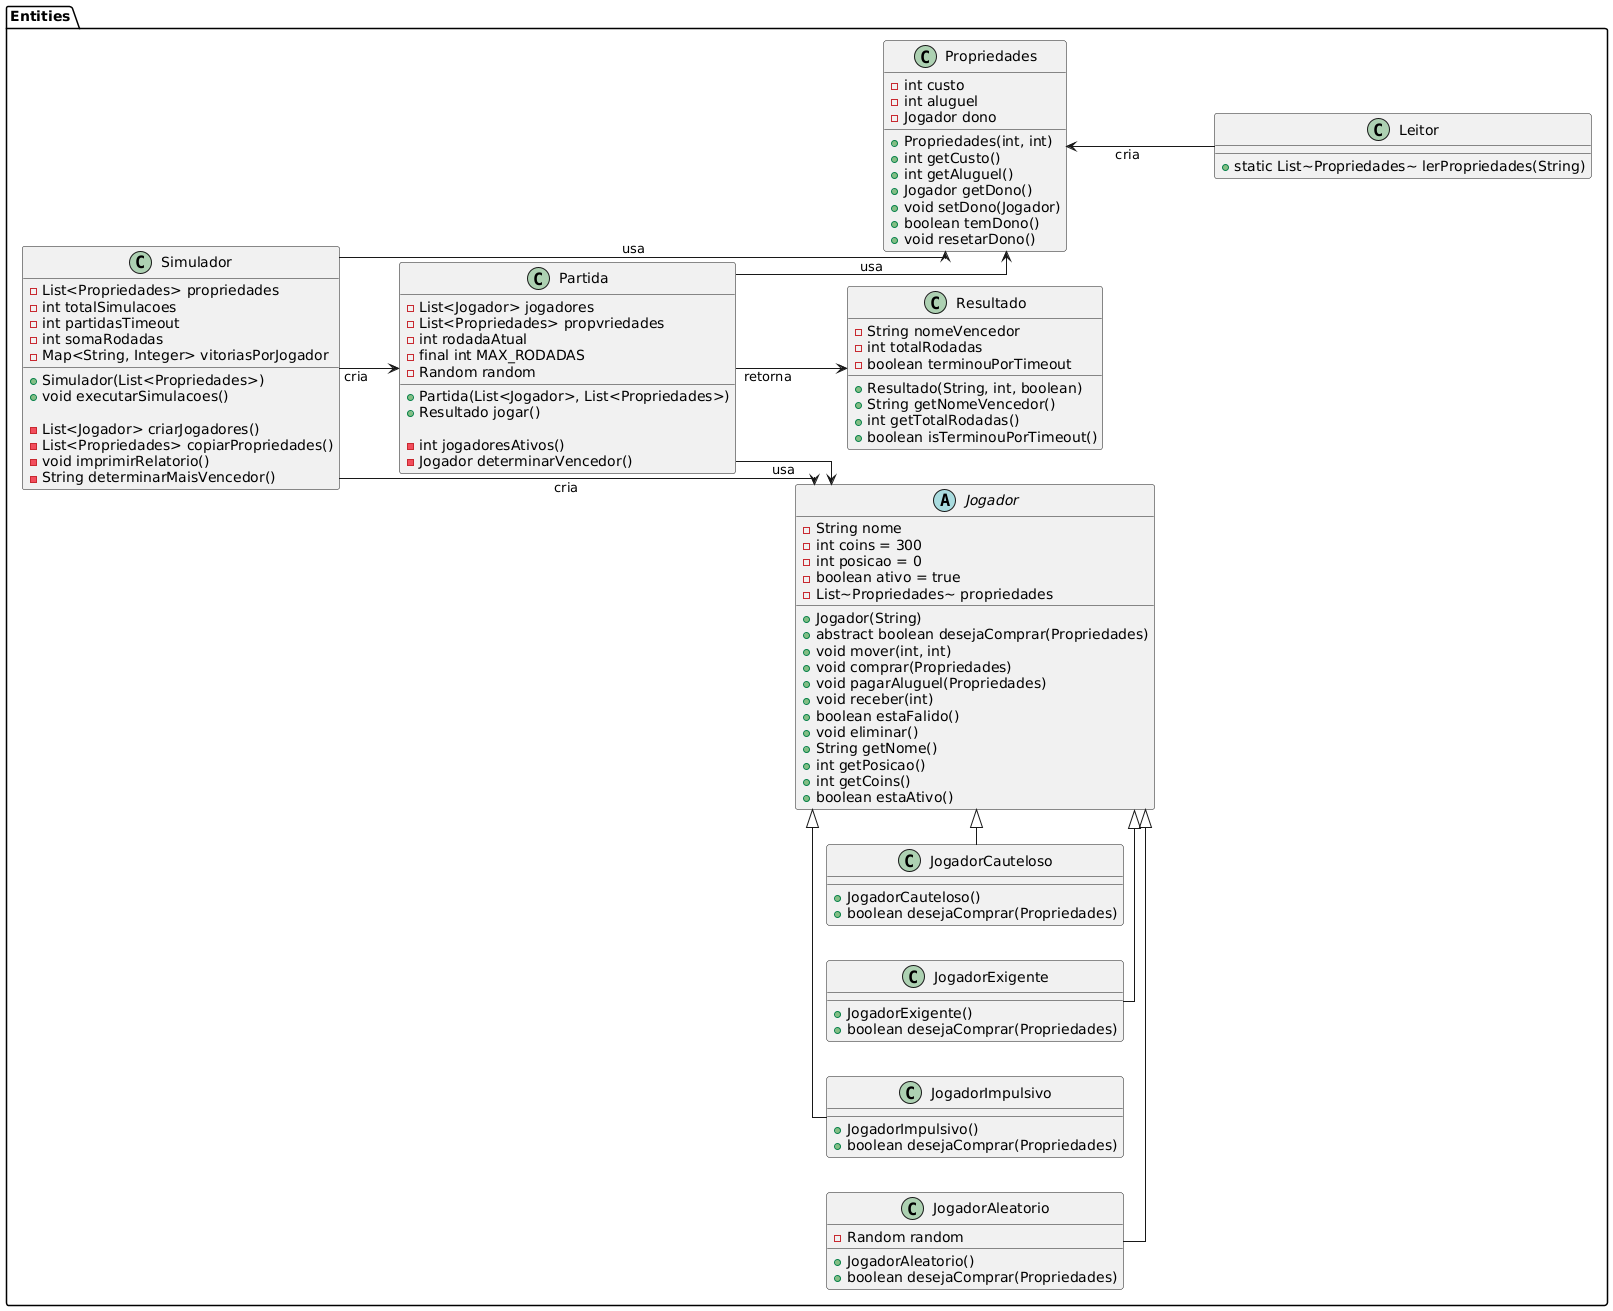 Entities
C Propriedades
int custo
int aluguel
Jogador dono
Propriedades(int, int)
int getCusto()
int getAluguel()
Jogador getDono()
void setDono(Jogador)
boolean temDono()
void resetarDono()
C Leitor
static List~Propriedades~ lerPropriedades(String)
cria
C Simulador
List<Propriedades> propriedades
int totalSimulacoes
int partidasTimeout
int somaRodadas
Map<String, Integer> vitoriasPorJogador
Simulador(List<Propriedades>)
void executarSimulacoes()
List<Jogador> criarJogadores()
List<Propriedades> copiarPropriedades()
void imprimirRelatorio()
String determinarMaisVencedor()
usa
cria
cria
C Partida
List<Jogador> jogadores
List<Propriedades> propvriedades
int rodadaAtual
final int MAX_RODADAS
Random random
Partida(List<Jogador>, List<Propriedades>)
Resultado jogar()
int jogadoresAtivos()
Jogador determinarVencedor()
usa
retorna
usa
C Resultado
String nomeVencedor
int totalRodadas
boolean terminouPorTimeout
Resultado(String, int, boolean)
String getNomeVencedor()
int getTotalRodadas()
boolean isTerminouPorTimeout()
A Jogador
String nome
int coins = 300
int posicao = 0
boolean ativo = true
List~Propriedades~ propriedades
Jogador(String)
abstract boolean desejaComprar(Propriedades)
void mover(int, int)
void comprar(Propriedades)
void pagarAluguel(Propriedades)
void receber(int)
boolean estaFalido()
void eliminar()
String getNome()
int getPosicao()
int getCoins()
boolean estaAtivo()
C JogadorCauteloso
JogadorCauteloso()
boolean desejaComprar(Propriedades)
C JogadorExigente
JogadorExigente()
boolean desejaComprar(Propriedades)
C JogadorImpulsivo
JogadorImpulsivo()
boolean desejaComprar(Propriedades)
C JogadorAleatorio
Random random
JogadorAleatorio()
boolean desejaComprar(Propriedades)